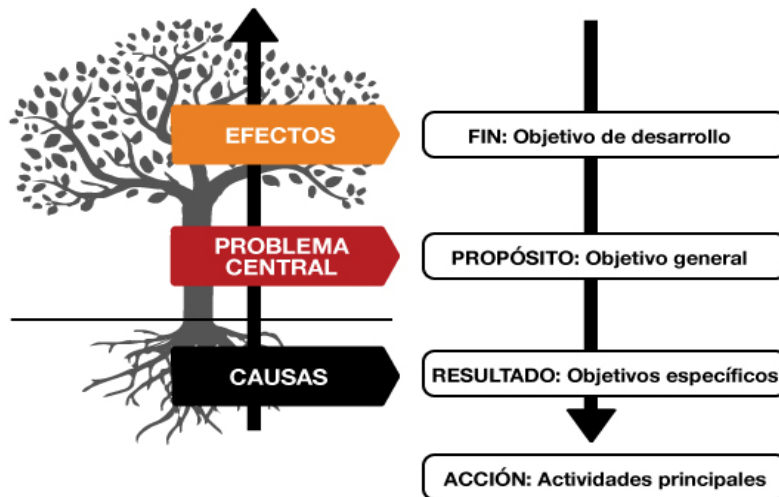 EFECTOS
FIN: Objetivo de desarrollo
PROBLEMA
CENTRAL
PROPÓSITO: Objetivo general
CAUSAS
RESULTADO: Objetivos específicos
ACCIÓN: Actividades principales